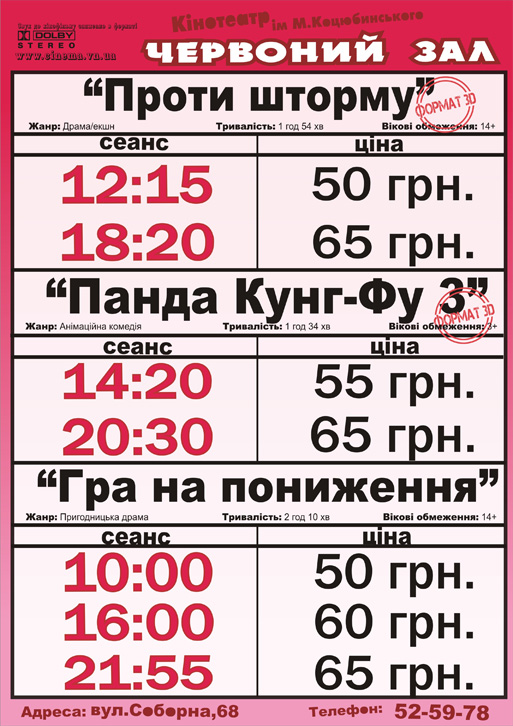 Кінотеатр ім М.Коцюбинського
Звук до кінофільму записано в форматі
DOLBY
STEREO
www.cinema.vn.ua
ЧЕРВОНИЙ ЗАЛ
“Проти шторму”
ФОРМАТ 3D
Жанр: Драма/екшн Тривалість: 1 год 54 хв Вікові обмеження: 14+
сеанс ціна
12:15 50 грн.
18:20 65 грн.
“Панда Кунг-Фу 3”
ФОРМАТ 3D
Жанр: Анімаційна комедія Тривалість: 1 год 34 хв Вікові обмеження: 3+
сеанс ціна
14:20 55 грн.
20:30 65 грн.
“Гра на пониження”
Жанр: Пригодницька драма Тривалість: 2 год 10 хв Вікові обмеження: 14+
сеанс ціна
10:00 50 грн.
16:00 60 грн.
21:55 65 грн.
Адреса: вул.Соборна,68 Телефон: 52-59-78